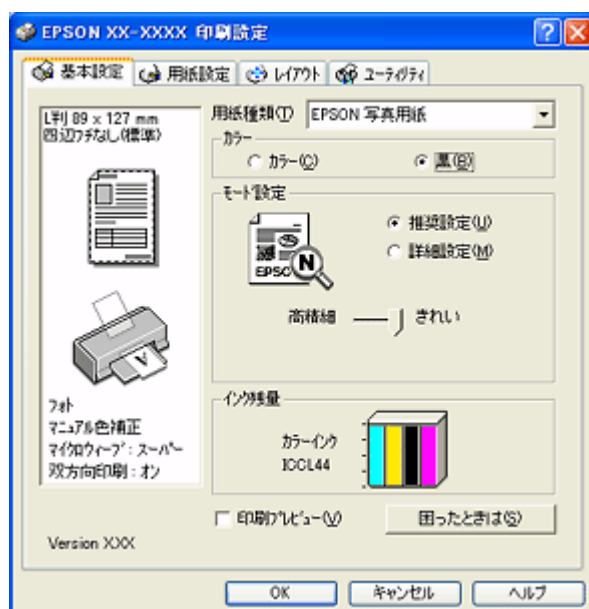 EPSON XX-XXXX 印刷設定
基本設定 用紙設定 レイアウト ユーティリティ
L判 89 x 127 mm
四辺フチなし(標準)
用紙種類(T) EPSON 写真用紙
カラー
カラー(C) 黒(B)
モード設定
EPSO
N
推奨設定(U)
詳細設定(M)
高精細 きれい
フォト
マニュアル色補正
マイクロウィーブ : スーパー
双方向印刷 : オン
インク残量
カラーインク
ICCL44
印刷プレビュー(V) 困ったときは(S)
Version XXX
OK キャンセル ヘルプ